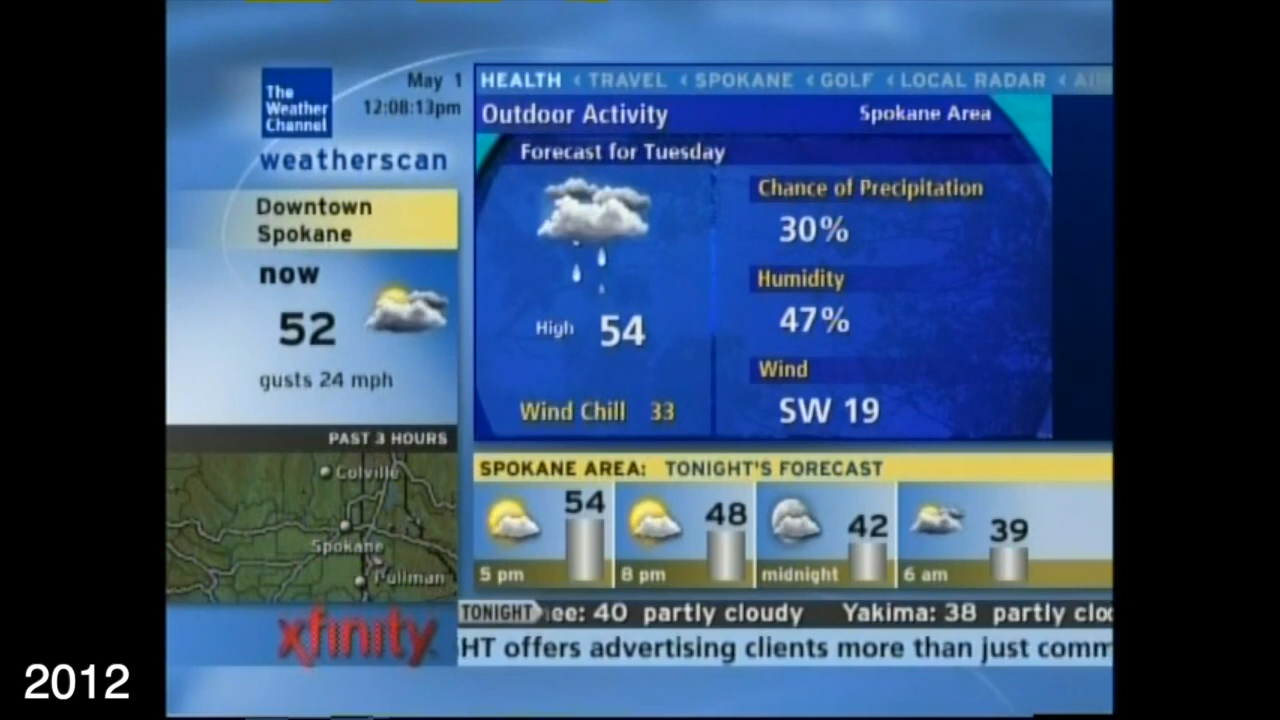 The
Weather
Channel
weatherscan
May 1
12:08:13pm
Downtown
Spokane
now
52
gusts 24 mph
PAST 3 HOURS
Colville
Spokane
Pullman
xfinity
HEALTH ‹ TRAVEL ‹ SPOKANE ‹ GOLF ‹ LOCAL RADAR ‹
Outdoor Activity Spokane Area
Forecast for Tuesday
High 54
Wind Chill 33
Chance of Precipitation
30%
Humidity
47%
Wind
SW 19
SPOKANE AREA: TONIGHT'S FORECAST
54 48 42 39
5 pm 8 pm midnight 6 am
TONIGHT ee: 40 partly cloudy Yakima: 38 partly clo
HT offers advertising clients more than just comm
2012